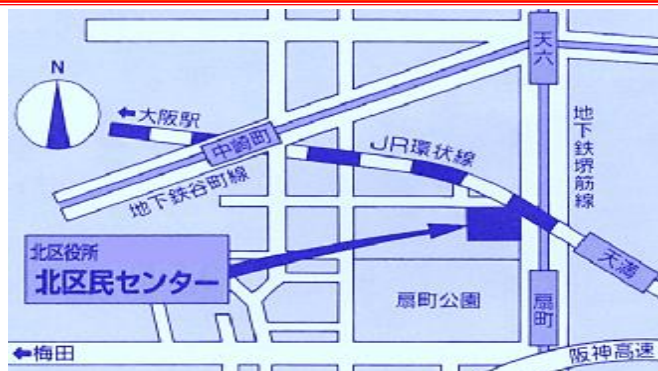 N
天六
←大阪駅
中崎町
JR環状線
地下鉄堺筋線
地下鉄谷町線
北区役所
北区民センター
天満
扇町公園
扇町
←梅田
阪神高速